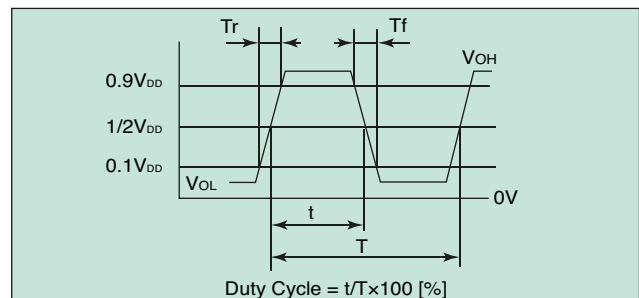 Tr
Tf
VOH
0.9VDD
1/2VDD
0.1VDD
VOL
0V
t
T
Duty Cycle = t/T×100 [%]